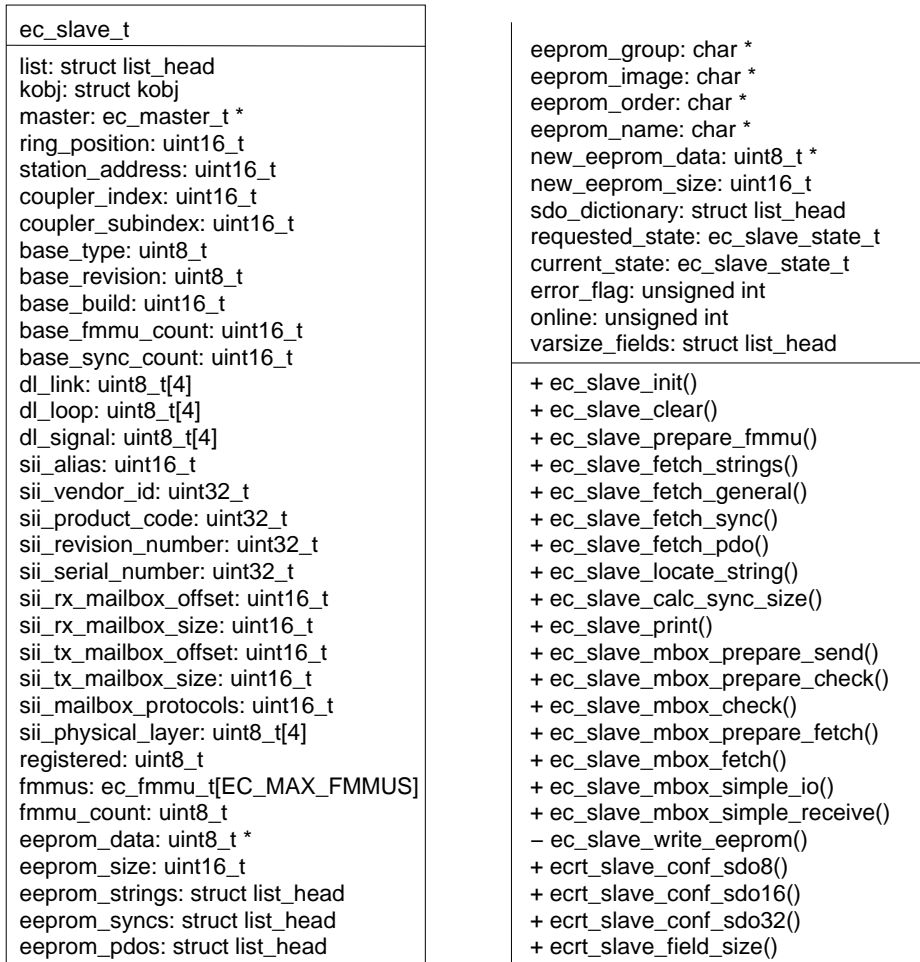 ec_slave_t
list: struct list_head
kobj: struct kobj
master: ec_master_t *
ring_position: uint16_t
station_address: uint16_t
coupler_index: uint16_t
coupler_subindex: uint16_t
base_type: uint8_t
base_revision: uint8_t
base_build: uint16_t
base_fmmu_count: uint16_t
base_sync_count: uint16_t
dl_link: uint8_t[4]
dl_loop: uint8_t[4]
dl_signal: uint8_t[4]
sii_alias: uint16_t
sii_vendor_id: uint32_t
sii_product_code: uint32_t
sii_revision_number: uint32_t
sii_serial_number: uint32_t
sii_rx_mailbox_offset: uint16_t
sii_rx_mailbox_size: uint16_t
sii_tx_mailbox_offset: uint16_t
sii_tx_mailbox_size: uint16_t
sii_mailbox_protocols: uint16_t
sii_physical_layer: uint8_t[4]
registered: uint8_t
fmmus: ec_fmmu_t[EC_MAX_FMMUS]
fmmu_count: uint8_t
eeprom_data: uint8_t *
eeprom_size: uint16_t
eeprom_strings: struct list_head
eeprom_syncs: struct list_head
eeprom_pdos: struct list_head
eeprom_group: char *
eeprom_image: char *
eeprom_order: char *
eeprom_name: char *
new_eeprom_data: uint8_t *
new_eeprom_size: uint16_t
sdo_dictionary: struct list_head
requested_state: ec_slave_state_t
current_state: ec_slave_state_t
error_flag: unsigned int
online: unsigned int
varsize_fields: struct list_head
+ ec_slave_init()
+ ec_slave_clear()
+ ec_slave_prepare_fmmu()
+ ec_slave_fetch_strings()
+ ec_slave_fetch_general()
+ ec_slave_fetch_sync()
+ ec_slave_fetch_pdo()
+ ec_slave_locate_string()
+ ec_slave_calc_sync_size()
+ ec_slave_print()
+ ec_slave_mbox_prepare_send()
+ ec_slave_mbox_prepare_check()
+ ec_slave_mbox_check()
+ ec_slave_mbox_prepare_fetch()
+ ec_slave_mbox_fetch()
+ ec_slave_mbox_simple_io()
+ ec_slave_mbox_simple_receive()
− ec_slave_write_eeprom()
+ ecrt_slave_conf_sdo8()
+ ecrt_slave_conf_sdo16()
+ ecrt_slave_conf_sdo32()
+ ecrt_slave_field_size()